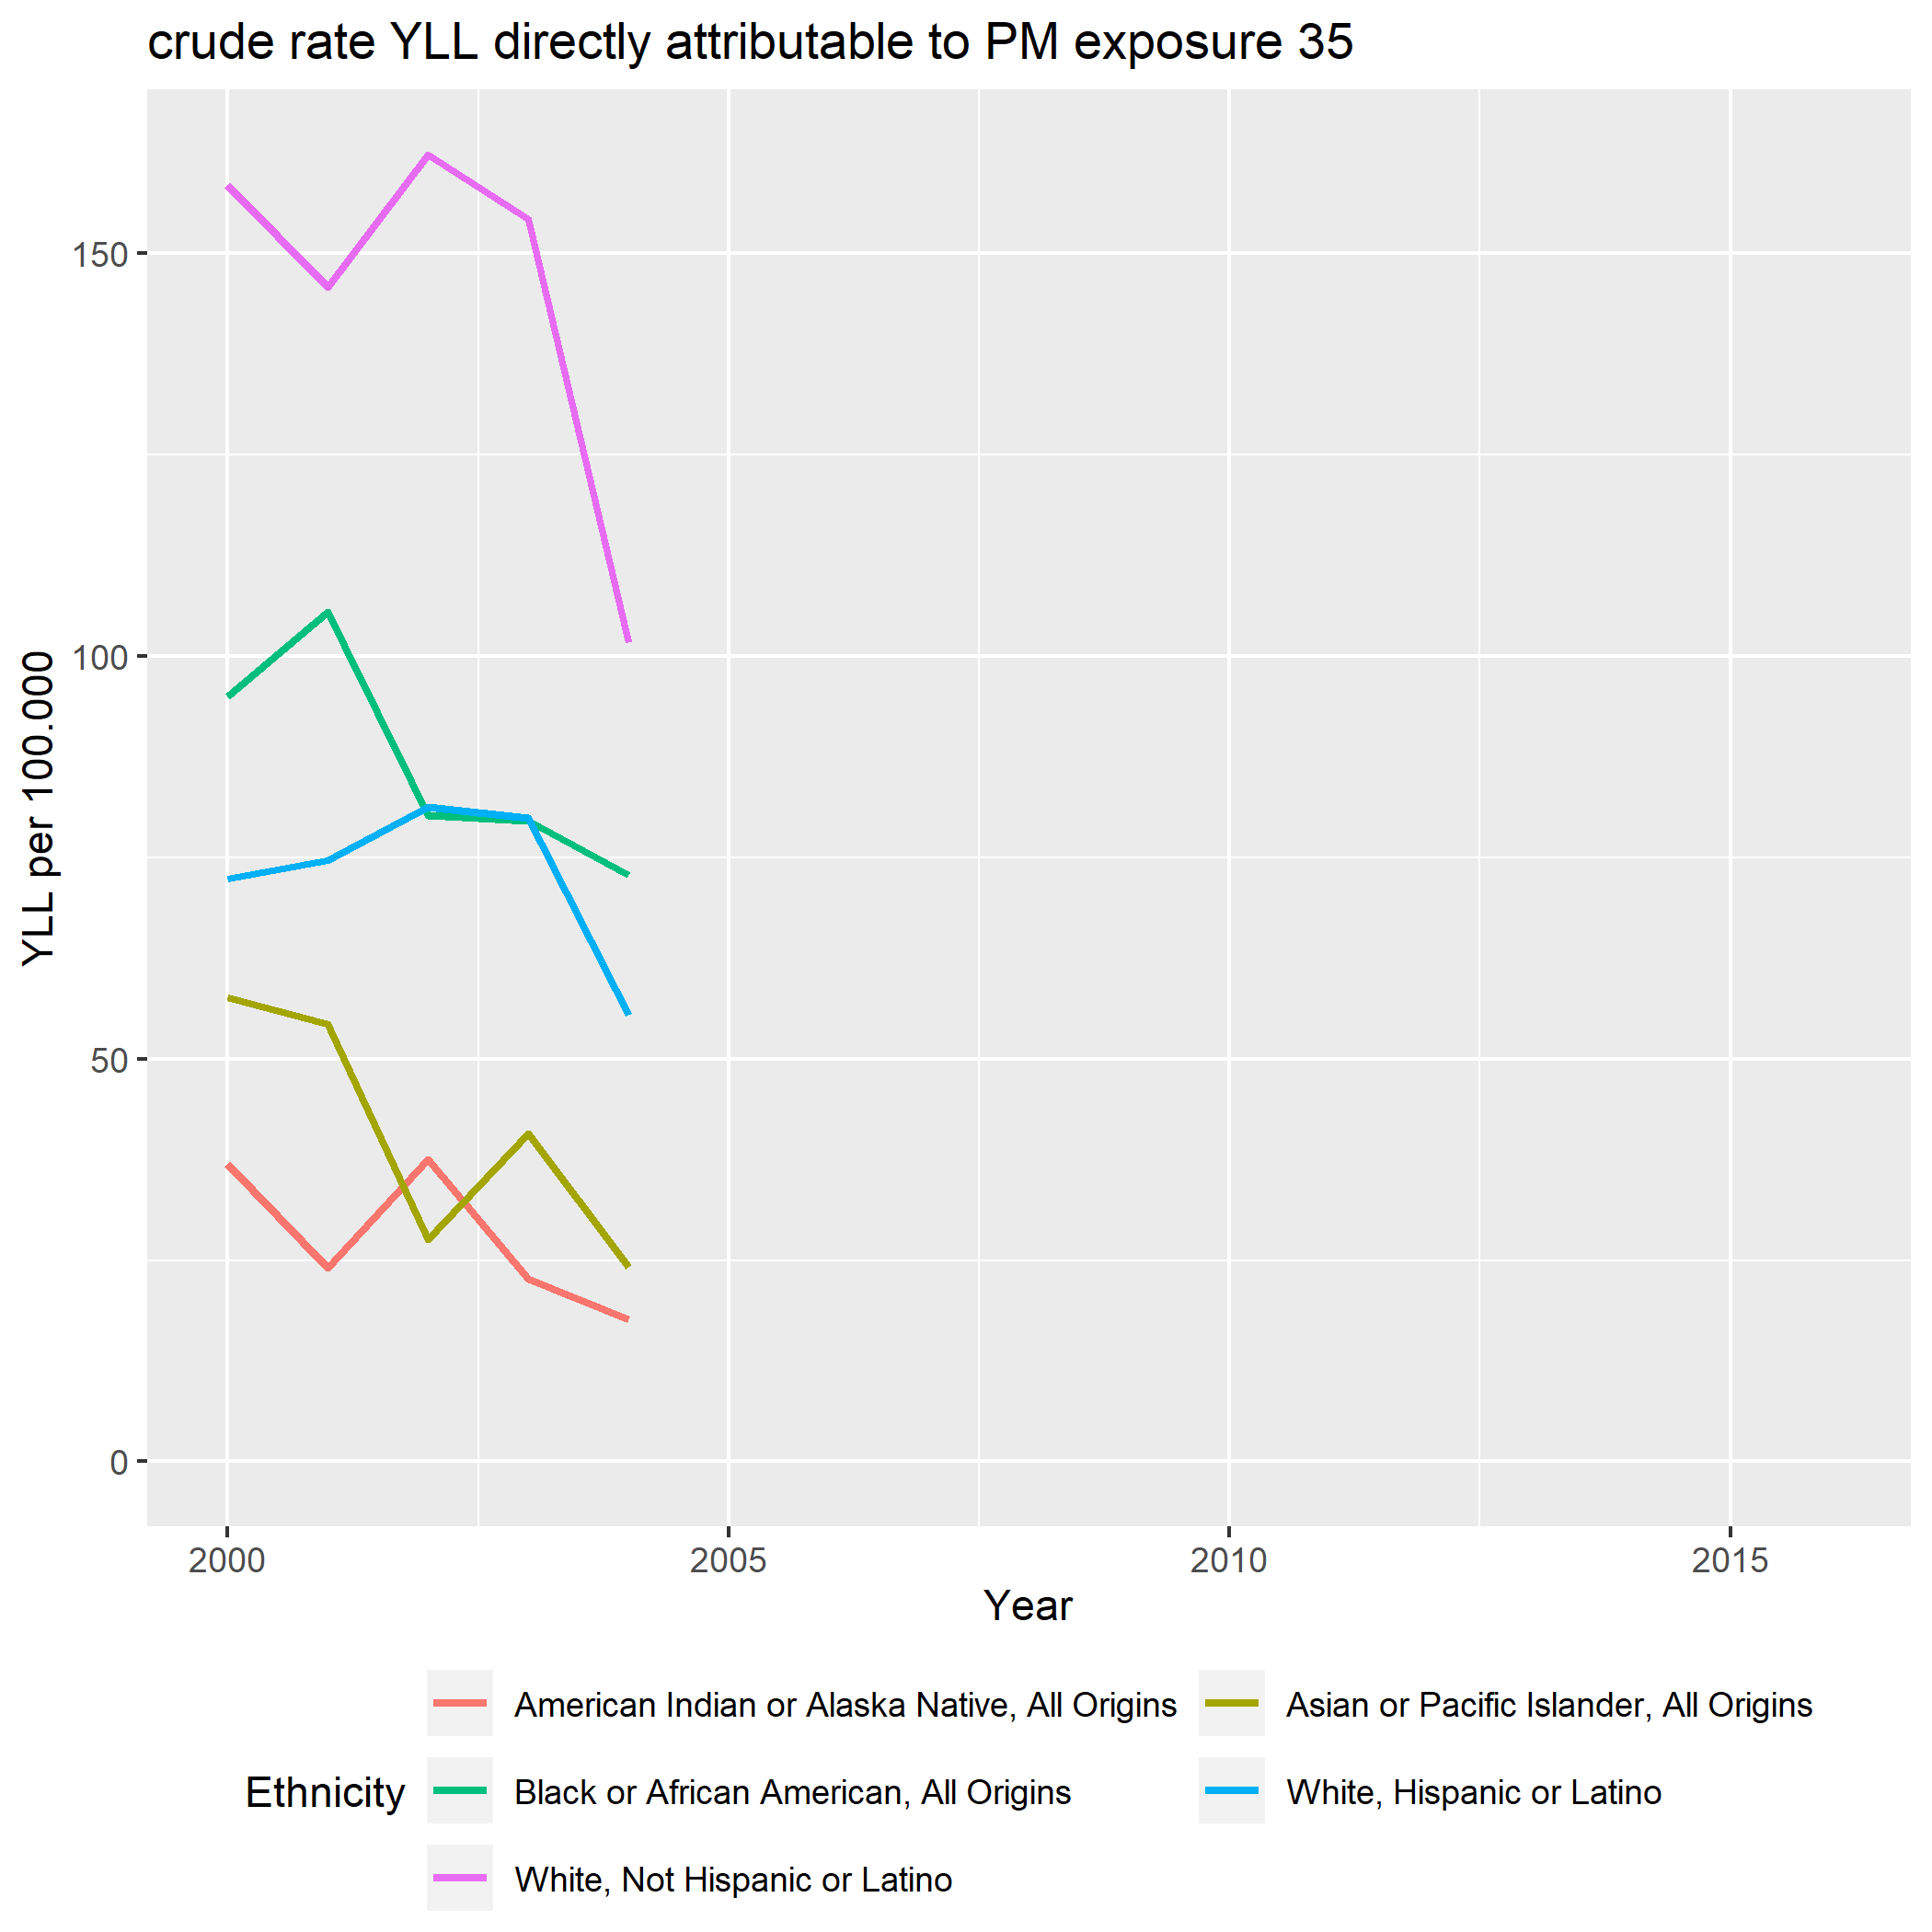 crude rate YLL directly attributable to PM exposure 35
YLL per 100.000
150
100
50
0
2000 2005 2010 2015
Year
Ethnicity
American Indian or Alaska Native, All Origins
Asian or Pacific Islander, All Origins
Black or African American, All Origins
White, Hispanic or Latino
White, Not Hispanic or Latino